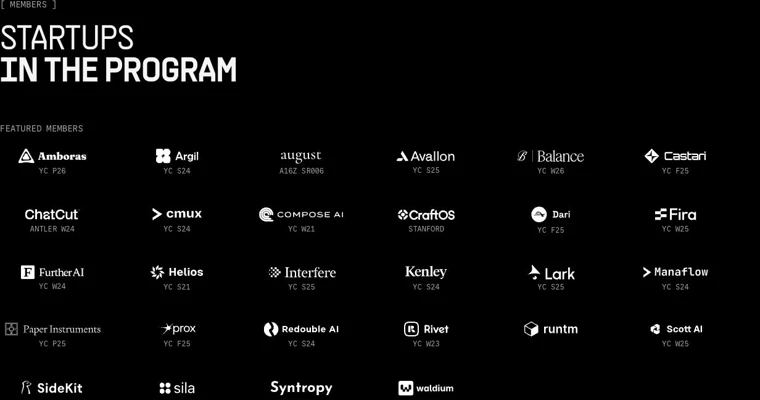 [ MEMBERS ]
STARTUPS
IN THE PROGRAM
FEATURED MEMBERS
Amboras Argil august Avallon Balance Castari
YC P26 YC S24 A16Z SR006 YC S25 YC W26 YC F25
ChatCut cmux COMPOSE AI CraftOS Dari Fira
ANTLER W24 YC S24 YC W21 STANFORD YC F25 YC W25
FurtherAI Helios Interfere Kenley Lark Manaflow
YC W24 YC S21 YC S25 YC S24 YC S25 YC S24
Paper Instruments prox Redouble AI Rivet runtm Scott AI
YC P25 YC F25 YC S24 YC W23 YC W25
SideKit sila Syntropy waldium